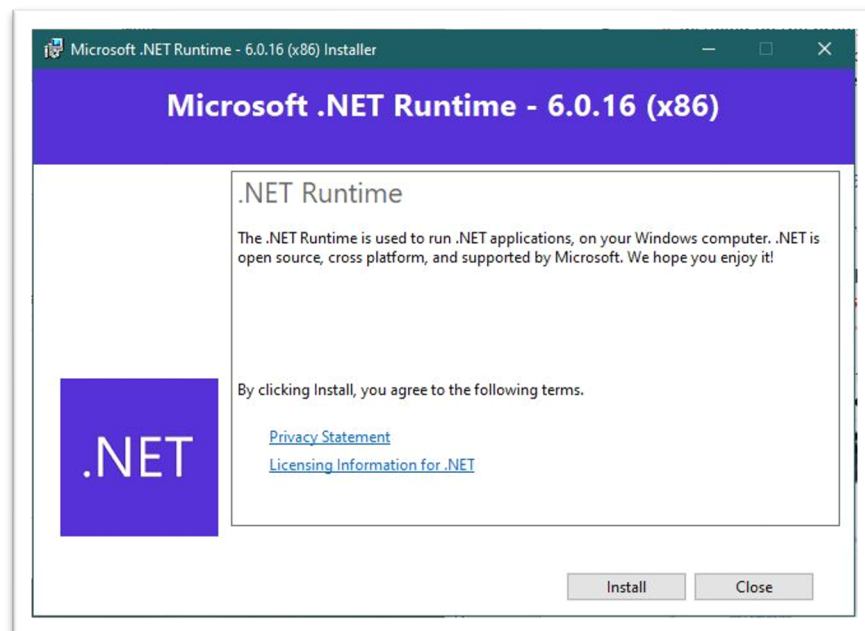 Microsoft .NET Runtime - 6.0.16 (x86) Installer
Microsoft .NET Runtime - 6.0.16 (x86)
.NET Runtime
The .NET Runtime is used to run .NET applications, on your Windows computer. .NET is
open source, cross platform, and supported by Microsoft. We hope you enjoy it!
By clicking Install, you agree to the following terms.
Privacy Statement
Licensing Information for .NET
.NET
Install
Close